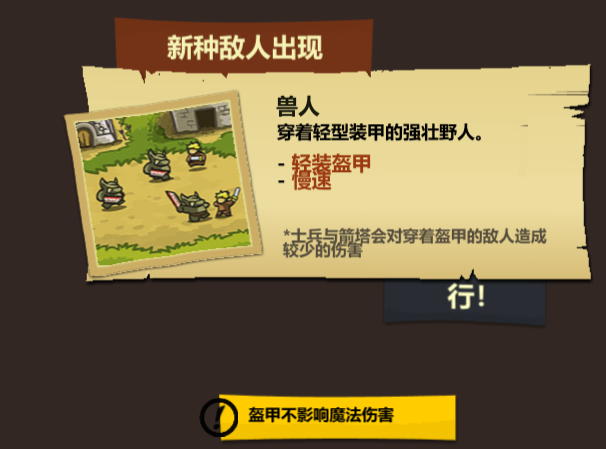 新种敌人出现
兽人
穿着轻型装甲的强壮野人。
- 轻装盔甲
- 慢速
*士兵与箭塔会对穿着盔甲的敌人造成
较少的伤害
行!
盔甲不影响魔法伤害